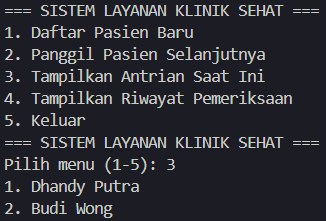 === SISTEM LAYANAN KLINIK SEHAT ===
1. Daftar Pasien Baru
2. Panggil Pasien Selanjutnya
3. Tampilkan Antrian Saat Ini
4. Tampilkan Riwayat Pemeriksaan
5. Keluar
=== SISTEM LAYANAN KLINIK SEHAT ===
Pilih menu (1-5): 3
1. Dhandy Putra
2. Budi Wong